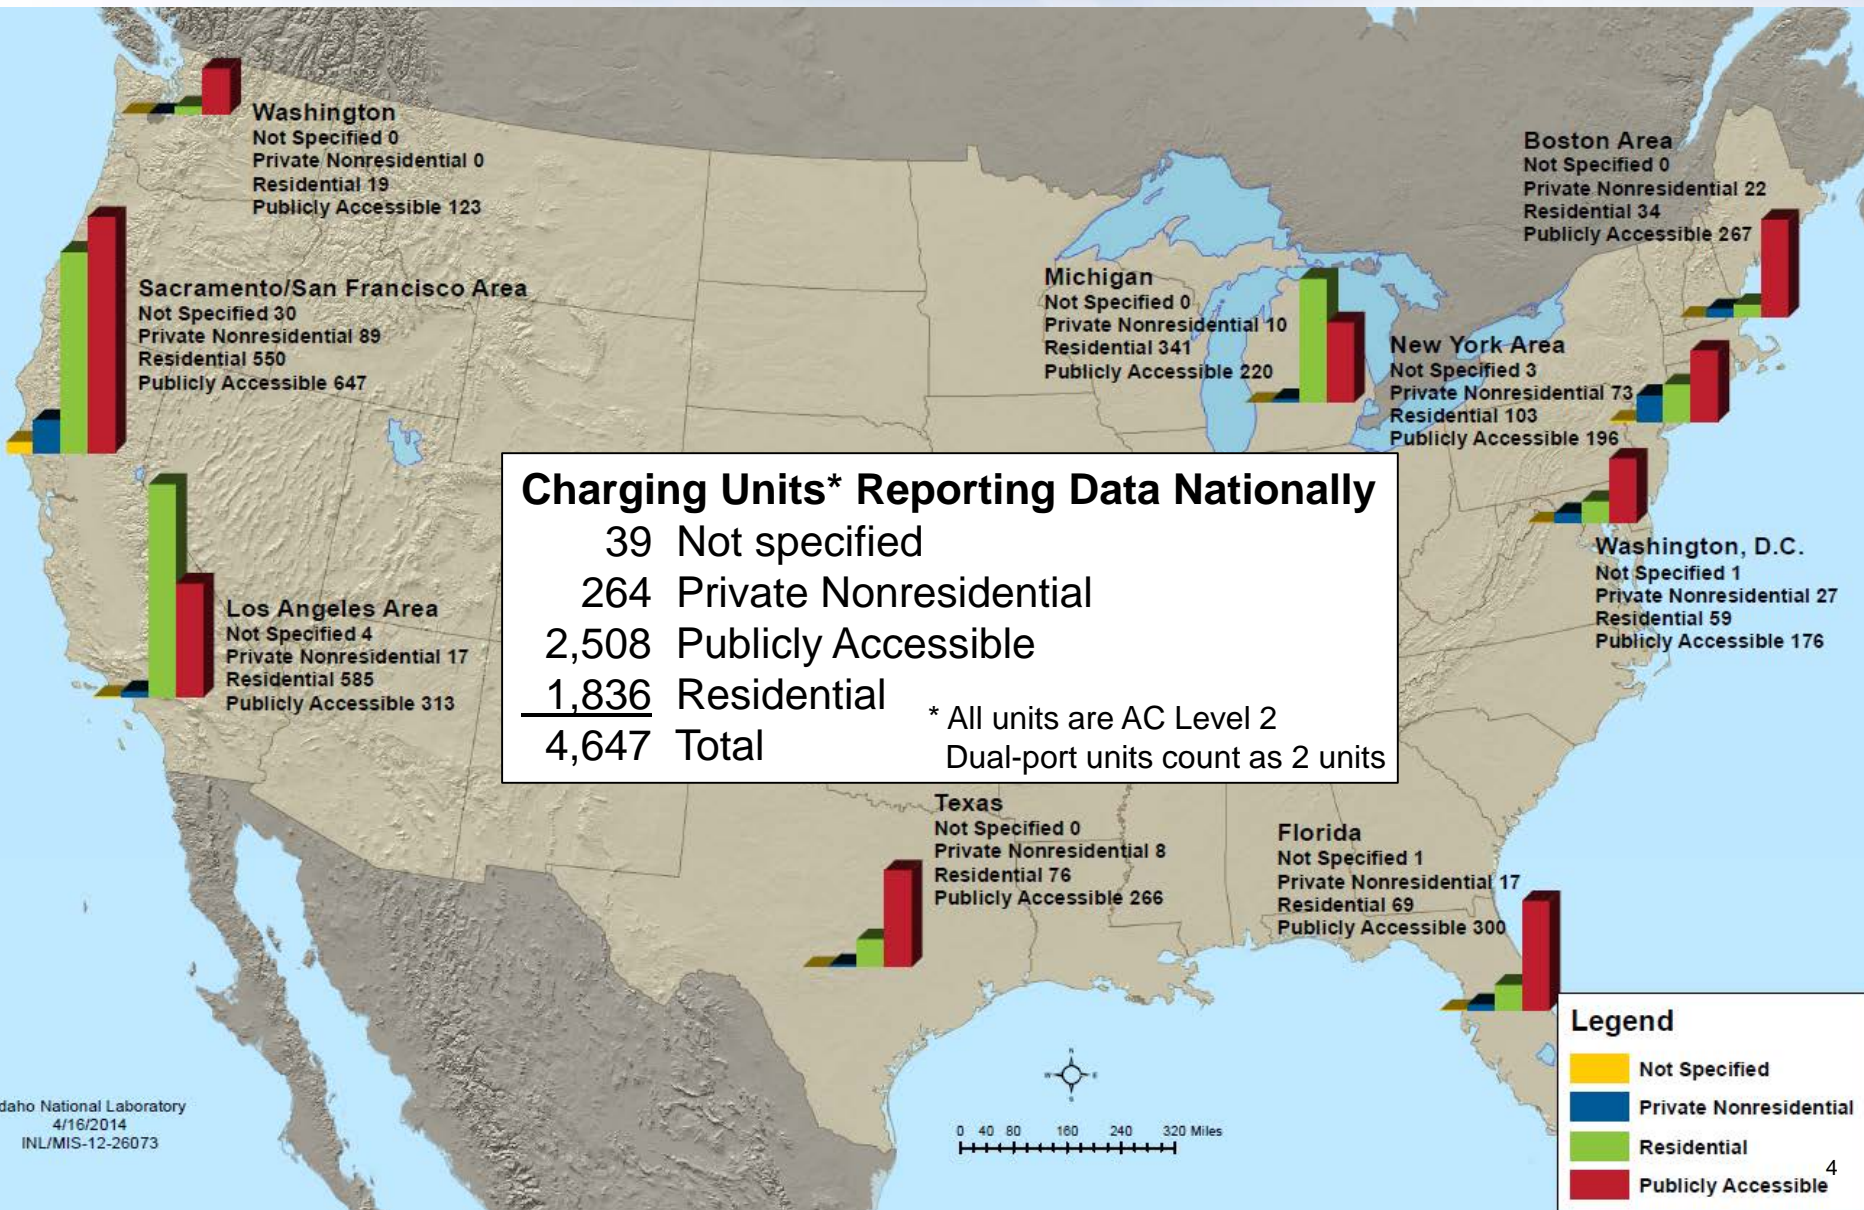 Washington
Not Specified 0
Private Nonresidential 0
Residential 19
Publicly Accessible 123
Sacramento/San Francisco Area
Not Specified 30
Private Nonresidential 89
Residential 550
Publicly Accessible 647
Los Angeles Area
Not Specified 4
Private Nonresidential 17
Residential 585
Publicly Accessible 313
Michigan
Not Specified 0
Private Nonresidential 10
Residential 341
Publicly Accessible 220
Boston Area
Not Specified 0
Private Nonresidential 22
Residential 34
Publicly Accessible 267
New York Area
Not Specified 3
Private Nonresidential 73
Residential 103
Publicly Accessible 196
Washington, D.C.
Not Specified 1
Private Nonresidential 27
Residential 59
Publicly Accessible 176
Charging Units* Reporting Data Nationally
39 Not specified
264 Private Nonresidential
2,508 Publicly Accessible
1,836 Residential
4,647 Total
* All units are AC Level 2
Dual-port units count as 2 units
Texas
Not Specified 0
Private Nonresidential 8
Residential 76
Publicly Accessible 266
Florida
Not Specified 1
Private Nonresidential 17
Residential 69
Publicly Accessible 300
daho National Laboratory
4/16/2014
INL/MIS-12-26073
N
W E
S
0 40 80 160 240 320 Miles
Legend
Not Specified
Private Nonresidential
Residential
Publicly Accessible
4